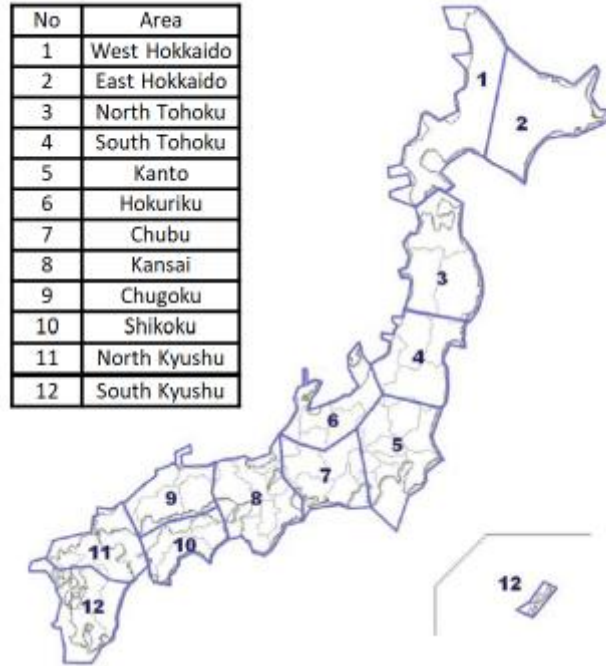 No Area
1 West Hokkaido
2 East Hokkaido
3 North Tohoku
4 South Tohoku
5 Kanto
6 Hokuriku
7 Chubu
8 Kansai
9 Chugoku
10 Shikoku
11 North Kyushu
12 South Kyushu
1
2
3
4
6
5
7
9
8
10
11
12
12